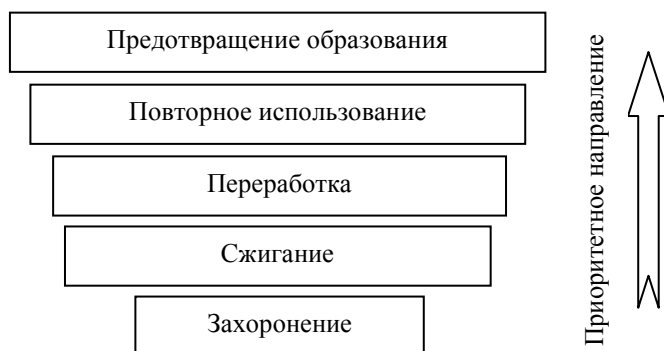 Предотвращение образования
Повторное использование
Переработка
Сжигание
Захоронение
Приоритетное направление